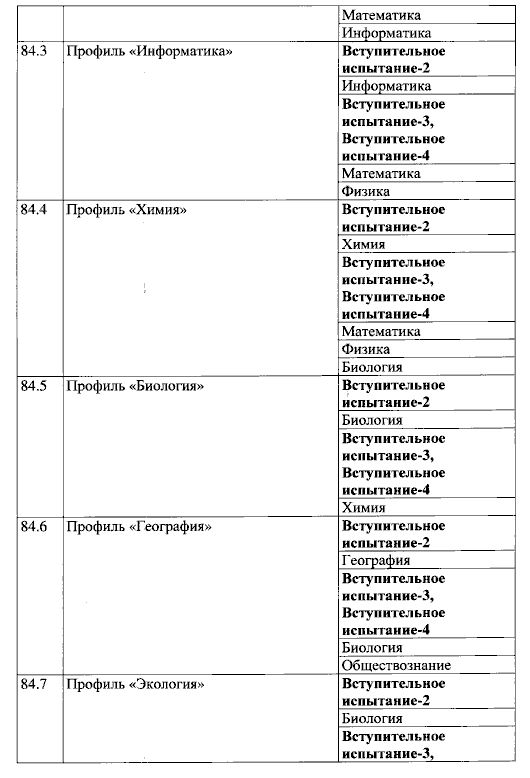 Математика
Информатика
84.3 Профиль «Информатика» Вступительное
испытание-2
Информатика
Вступительное
испытание-3,
Вступительное
испытание-4
Математика
Физика
84.4 Профиль «Химия» Вступительное
испытание-2
Химия
Вступительное
испытание-3,
Вступительное
испытание-4
Математика
Физика
Биология
84.5 Профиль «Биология» Вступительное
испытание-2
Биология
Вступительное
испытание-3,
Вступительное
испытание-4
Химия
84.6 Профиль «География» Вступительное
испытание-2
География
Вступительное
испытание-3,
Вступительное
испытание-4
Биология
Обществознание
84.7 Профиль «Экология» Вступительное
испытание-2
Биология
Вступительное
испытание-3,